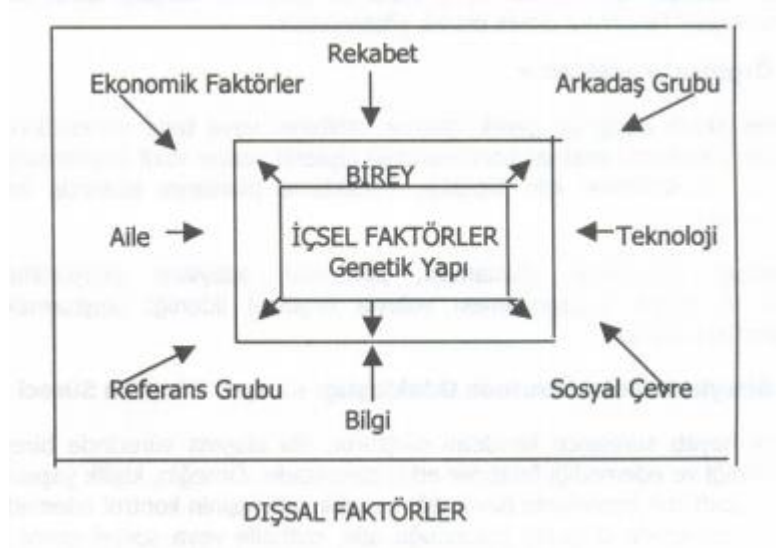 Rekabet
Ekonomik Faktörler
Arkadaş Grubu
BİREY
Aile
İÇSEL FAKTÖRLER
Teknoloji
Genetik Yapı
Referans Grubu
Sosyal Çevre
Bilgi
DIŞSAL FAKTÖRLER